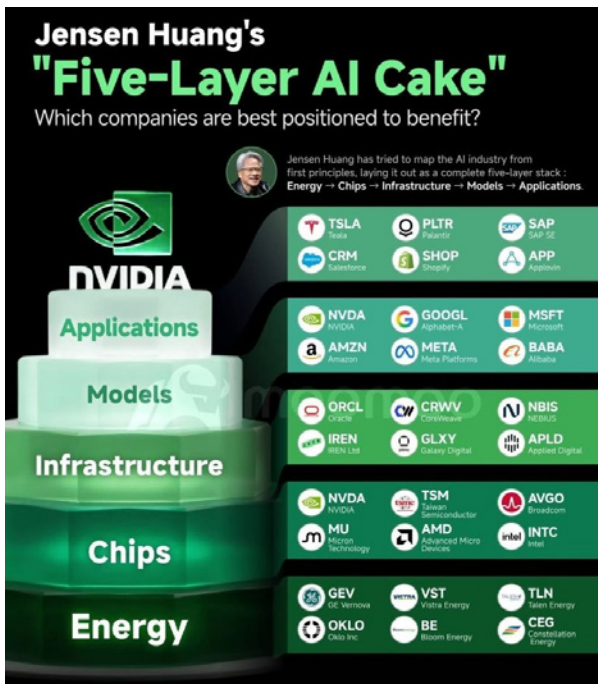 Jensen Huang's
"Five-Layer AI Cake"
Which companies are best positioned to benefit?
Jensen Huang has tried to map the AI industry from
first principles, laying it out as a complete five-layer stack :
Energy → Chips → Infrastructure → Models → Applications.
NVIDIA
Applications
TSLA
Tesla
PLTR
Palantir
SAP
SAP
SAP SE
CRM
Salesforce
SHOP
Shopify
APP
Applovin
Models
NVDA
NVIDIA
GOOGL
Alphabet-A
MSFT
Microsoft
AMZN
Amazon
META
Meta Platforms
BABA
Alibaba
moomoo
Infrastructure
ORCL
Oracle
CRWV
CoreWeave
NBIS
NEBIUS
IREN
IREN Ltd
GLXY
Galaxy Digital
APLD
Applied Digital
Chips
NVDA
NVIDIA
TSM
Taiwan
Semiconductor
AVGO
Broadcom
MU
Micron
Technology
AMD
Advanced Micro
Devices
intel
INTC
Intel
Energy
GEV
GE Vernova
VISTRA
VST
Vistra Energy
TLN
Talen Energy
OKLO
Oklo Inc
BE
Bloom Energy
CEG
Constellation
Energy